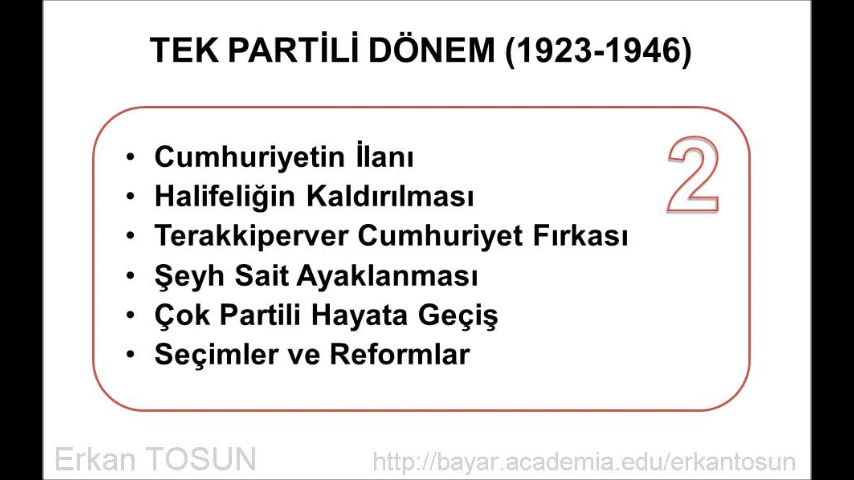 TEK PARTİLİ DÖNEM (1923-1946)
2
• Cumhuriyetin İlanı
• Halifeliğin Kaldırılması
• Terakkiperver Cumhuriyet Fırkası
• Şeyh Sait Ayaklanması
• Çok Partili Hayata Geçiş
• Seçimler ve Reformlar
Erkan TOSUN
http://bayar.academia.edu/erkantosun